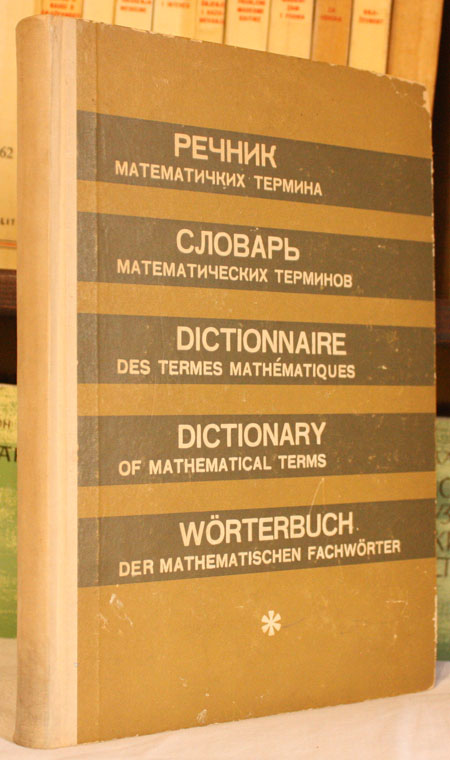 РЕЧНИК
МАТЕМАТИЧКИХ ТЕРМИНА
СЛОВАРЬ
МАТЕМАТИЧЕСКИХ ТЕРМИНОВ
DICTIONNAIRE
DES TERMES MATHÉMATIQUES
DICTIONARY
OF MATHEMATICAL TERMS
WÖRTERBUCH
DER MATHEMATISCHEN FACHWÖRTER
*